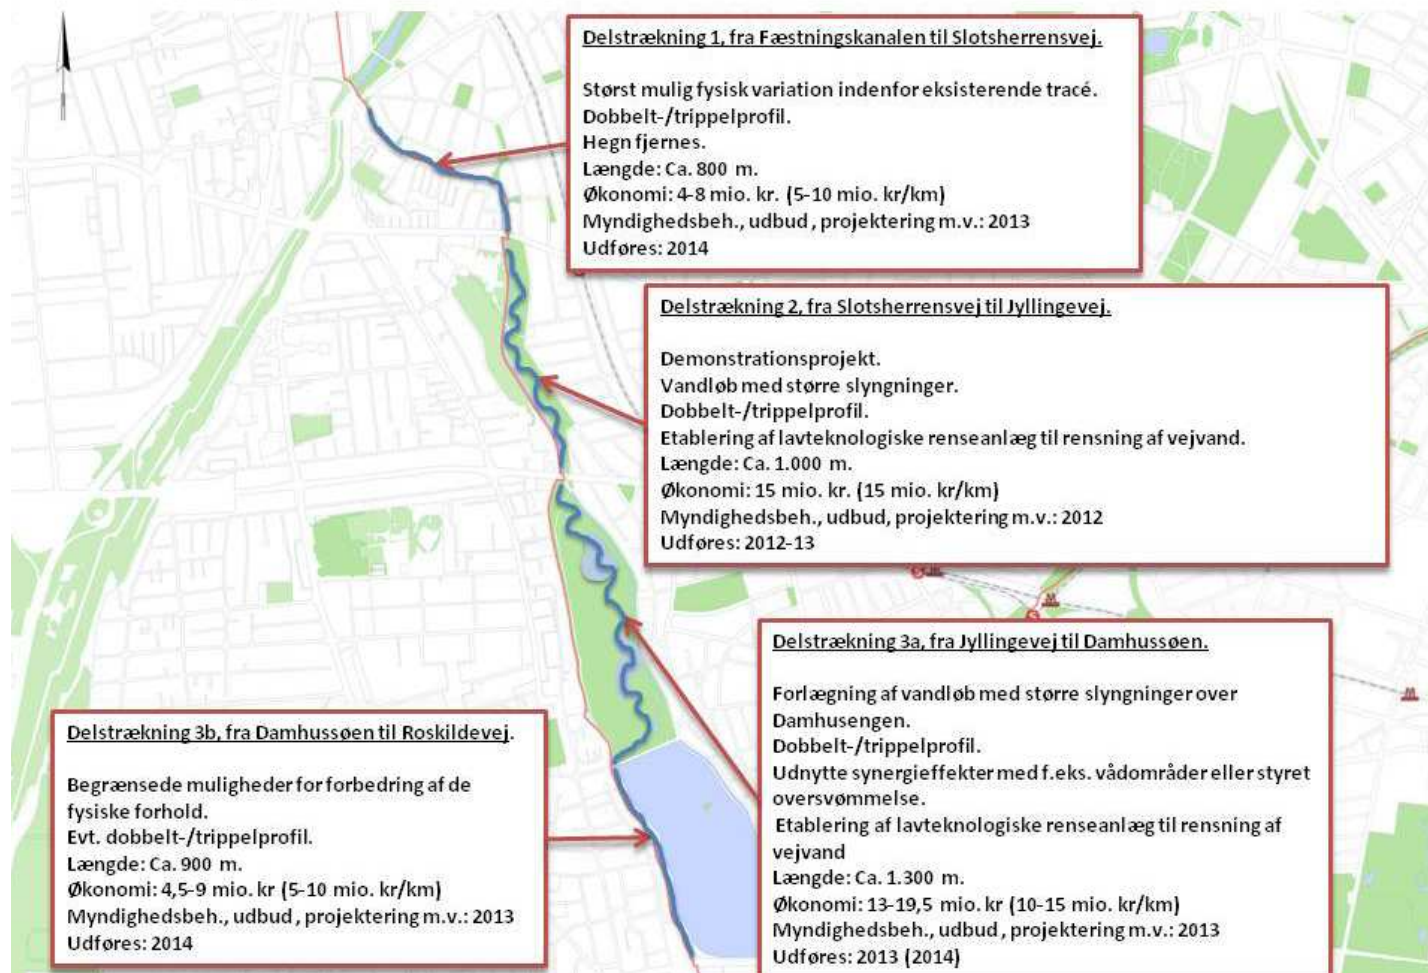 Delstrækning 1, fra Fæstningskanalen til Slotsherrensvej.
Størst mulig fysisk variation indenfor eksisterende tracé.
Dobbelt-/trippelprofil.
Hegn fjernes.
Længde: Ca. 800 m.
Økonomi: 4-8 mio. kr. (5-10 mio. kr/km)
Myndighedsbeh., udbud , projektering m.v.: 2013
Udføres: 2014
Delstrækning 2, fra Slotsherrensvej til Jyllingevej.
Demonstrationsprojekt.
Vandløb med større slyngninger.
Dobbelt-/trippelprofil.
Etablering af lavteknologiske renseanlæg til rensning af vejvand.
Længde: Ca. 1.000 m.
Økonomi: 15 mio. kr. (15 mio. kr/km)
Myndighedsbeh., udbud, projektering m.v.: 2012
Udføres: 2012-13
Delstrækning 3a, fra Jyllingevej til Damhussøen.
Forlægning af vandløb med større slyngninger over
Damhusengen.
Dobbelt-/trippelprofil.
Udnytte synergieffekter med f.eks. vådområder eller styret
oversvømmelse.
Etablering af lavteknologiske renseanlæg til rensning af
vejvand
Længde: Ca. 1.300 m.
Økonomi: 13-19,5 mio. kr (10-15 mio. kr/km)
Myndighedsbeh., udbud , projektering m.v.: 2013
Udføres: 2013 (2014)
Delstrækning 3b, fra Damhussøen til Roskildevej.
Begrænsede muligheder for forbedring af de
fysiske forhold.
Evt. dobbelt-/trippelprofil.
Længde: Ca. 900 m.
Økonomi: 4,5-9 mio. kr (5-10 mio. kr/km)
Myndighedsbeh., udbud , projektering m.v.: 2013
Udføres: 2014